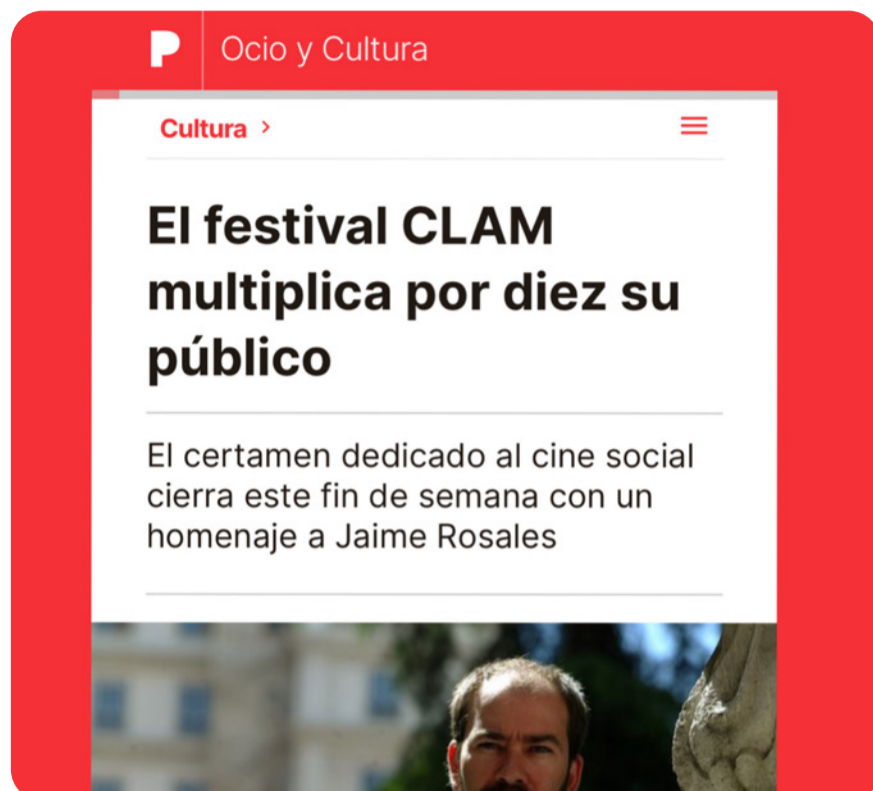 P
Ocio y Cultura
Cultura >
El festival CLAM
multiplica por diez su
público
El certamen dedicado al cine social
cierra este fin de semana con un
homenaje a Jaime Rosales